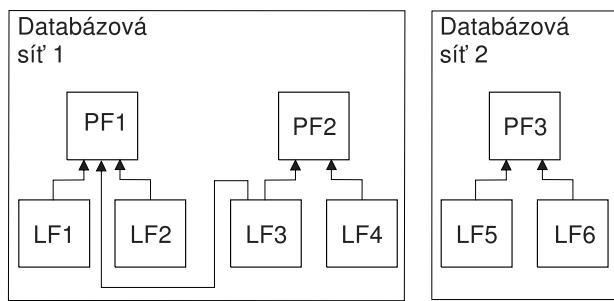 Databázová
síť 1
Databázová
síť 2
PF1
PF2
PF3
LF1
LF2
LF3
LF4
LF5
LF6